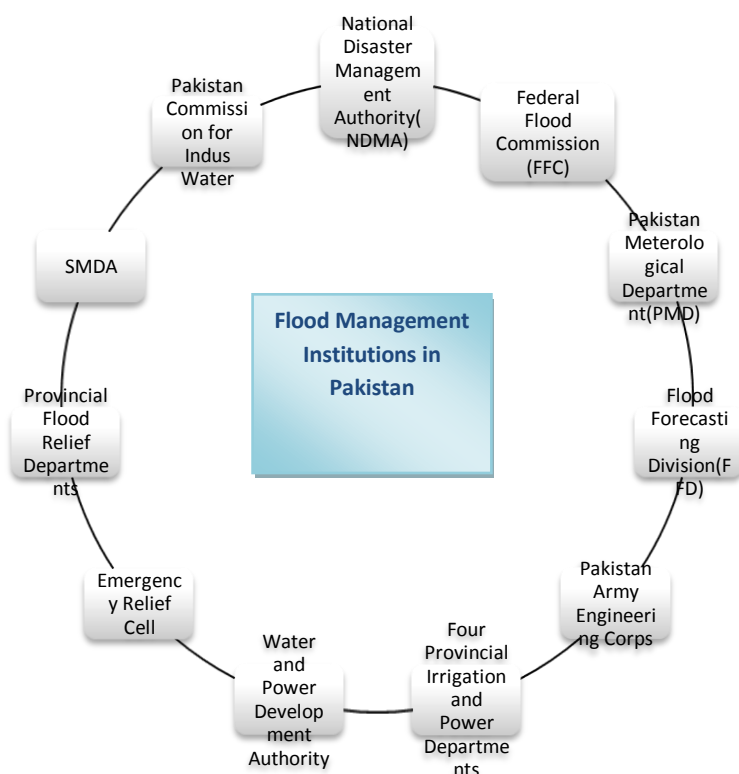 National
Disaster
Managem
ent
Authority(
NDMA)
Federal
Flood
Commission
(FFC)
Pakistan
Meterolo
gical
Departme
nt(PMD)
Flood
Forecasti
ng
Division(F
FD)
Pakistan
Army
Engineeri
ng Corps
Four
Provincial
Irrigation
and
Power
Departme
nts
Water
and
Power
Develop
ment
Authority
Emergenc
y Relief
Cell
Provincial
Flood
Relief
Departme
nts
SMDA
Pakistan
Commissi
on for
Indus
Water
Flood Management
Institutions in
Pakistan